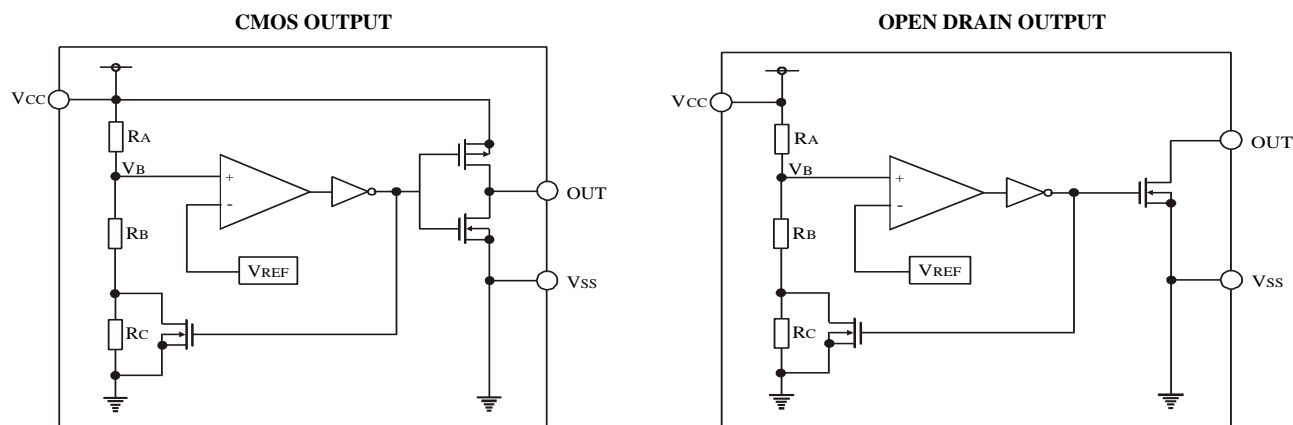 CMOS OUTPUT
VCC
RA
VB
+
-
RB
VREF
RC
OUT
VSS
OPEN DRAIN OUTPUT
VCC
RA
VB
+
-
RB
VREF
RC
OUT
VSS